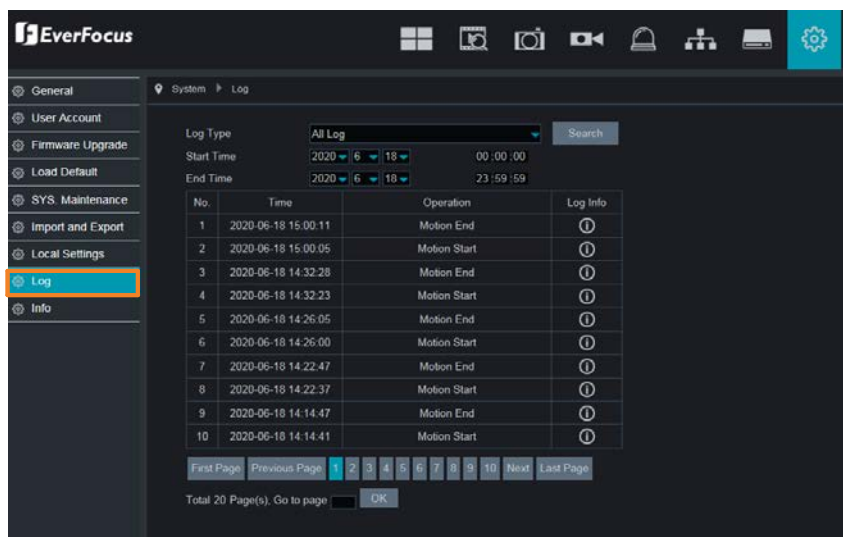 EverFocus
General
User Account
Firmware Upgrade
Load Default
SYS. Maintenance
Import and Export
Local Settings
Log
Info
System Log
Log Type All Log Search
Start Time 2020 6 18 00:00:00
End Time 2020 6 18 23:59:59
No. Time Operation Log Info
1 2020-06-18 15:00:11 Motion End
2 2020-06-18 15:00:05 Motion Start
3 2020-06-18 14:32:28 Motion End
4 2020-06-18 14:32:23 Motion Start
5 2020-06-18 14:26:05 Motion End
6 2020-06-18 14:26:00 Motion Start
7 2020-06-18 14:22:47 Motion End
8 2020-06-18 14:22:37 Motion Start
9 2020-06-18 14:14:47 Motion End
10 2020-06-18 14:14:41 Motion Start
First Page Previous Page 1 2 3 4 5 6 7 8 9 10 Next Last Page
Total 20 Page(s), Go to page OK